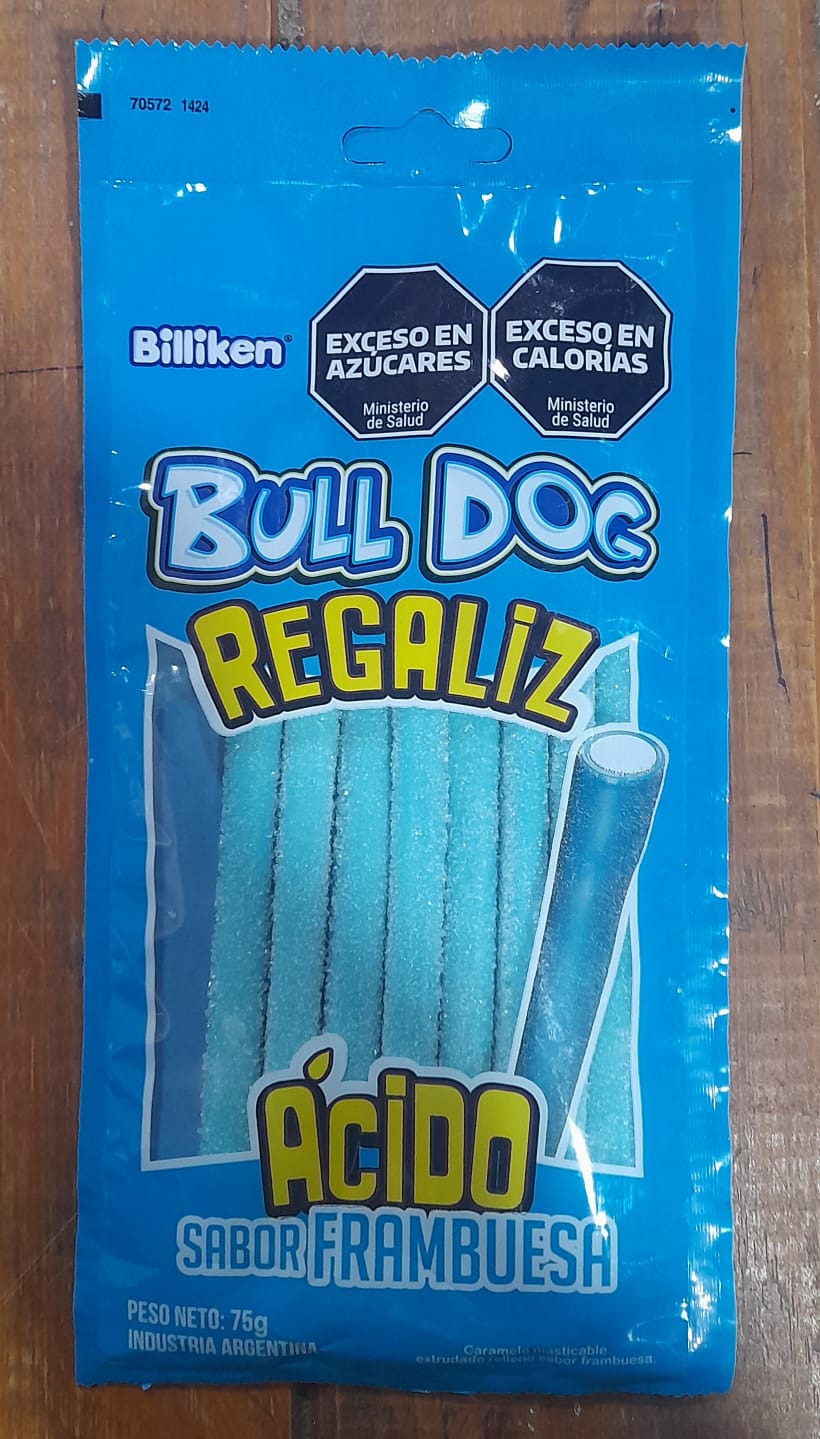 70572 1424
Billiken®
EXCESO EN
AZÚCARES
Ministerio
de Salud
EXCESO EN
CALORÍAS
Ministerio
de Salud
BULL DOG
REGALIZ
ÁCIDO
SABOR FRAMBUESA
PESO NETO: 75g
INDUSTRIA ARGENTINA
Caramelo masticable
extrudado relleno sabor frambuesa.